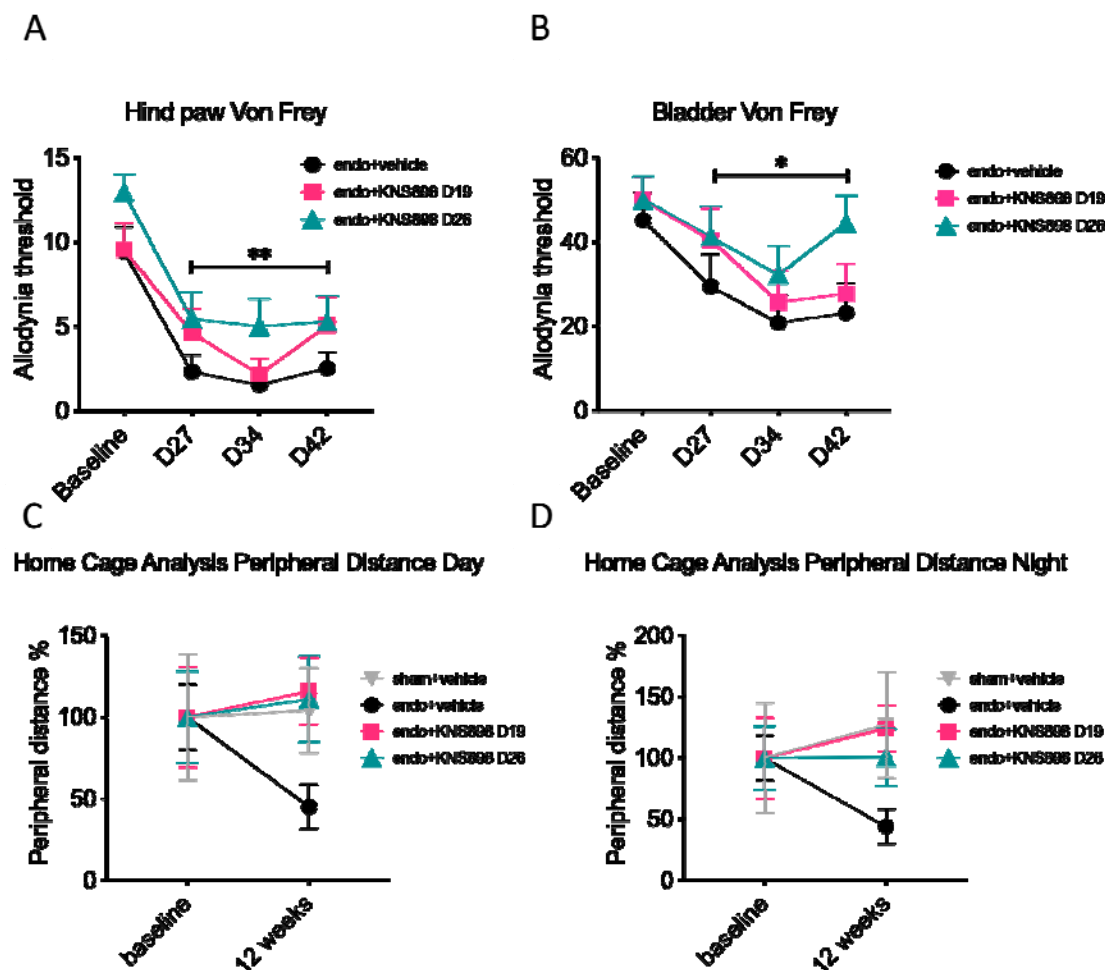 A
B
Hind paw Von Frey
Bladder Von Frey
Allodynia threshold
15
10
5
0
**
endo+vehicle
endo+KNS898 D19
endo+KNS898 D26
Baseline
D27
D34
D42
Allodynia threshold
60
40
20
0
*
endo+vehicle
endo+KNS898 D19
endo+KNS898 D26
Baseline
D27
D34
D42
C
D
Home Cage Analysis Peripheral Distance Day
Home Cage Analysis Peripheral Distance Night
Peripheral distance %
150
100
50
0
sham+vehicle
endo+vehicle
endo+KNS898 D19
endo+KNS898 D26
baseline
12 weeks
Peripheral distance %
200
150
100
50
0
sham+vehicle
endo+vehicle
endo+KNS898 D19
endo+KNS898 D26
baseline
12 weeks